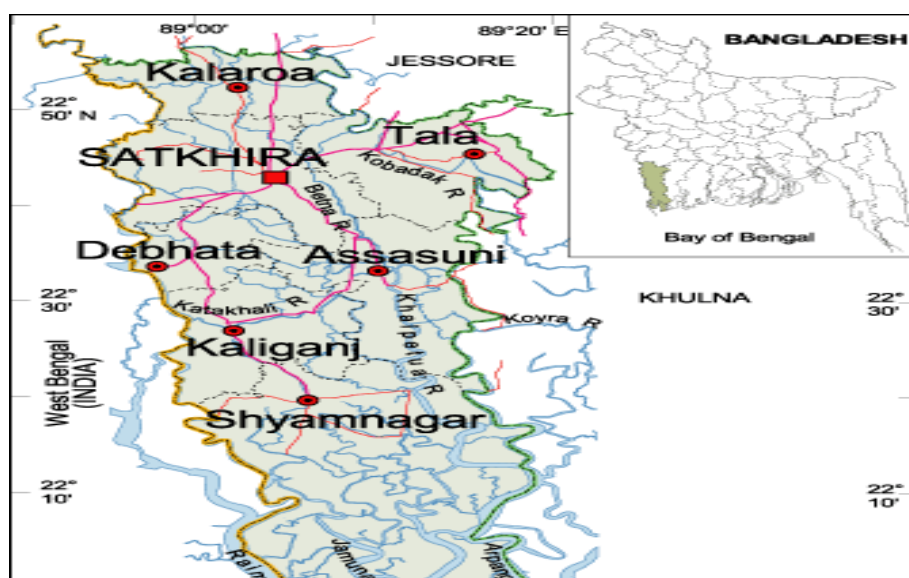 89°00′
89°20′ E
BANGLADESH
JESSORE
Kalaroa
22°
50′ N
Tala
SATKHIRA
Kobadak R
Betna R
Bay of Bengal
Debhata
Assasuni
22°
30′
Katakhali R
Kholpetua R
KHULNA
22°
30′
Koyra R
Kaliganj
West Bengal
(INDIA)
Shyamnagar
22°
10′
22°
10′